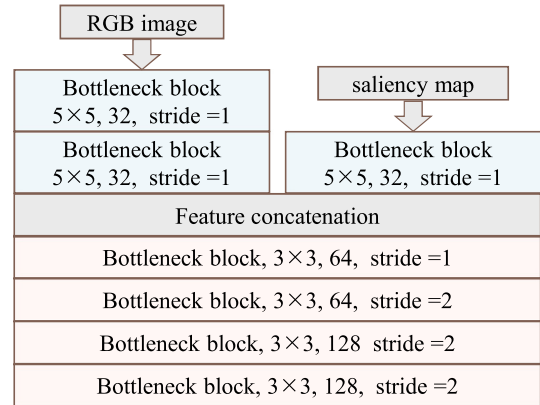 RGB image
Bottleneck block
5×5, 32, stride =1
Bottleneck block
5×5, 32, stride =1
saliency map
Bottleneck block
5×5, 32, stride =1
Feature concatenation
Bottleneck block, 3×3, 64, stride =1
Bottleneck block, 3×3, 64, stride =2
Bottleneck block, 3×3, 128 stride =2
Bottleneck block, 3×3, 128, stride =2